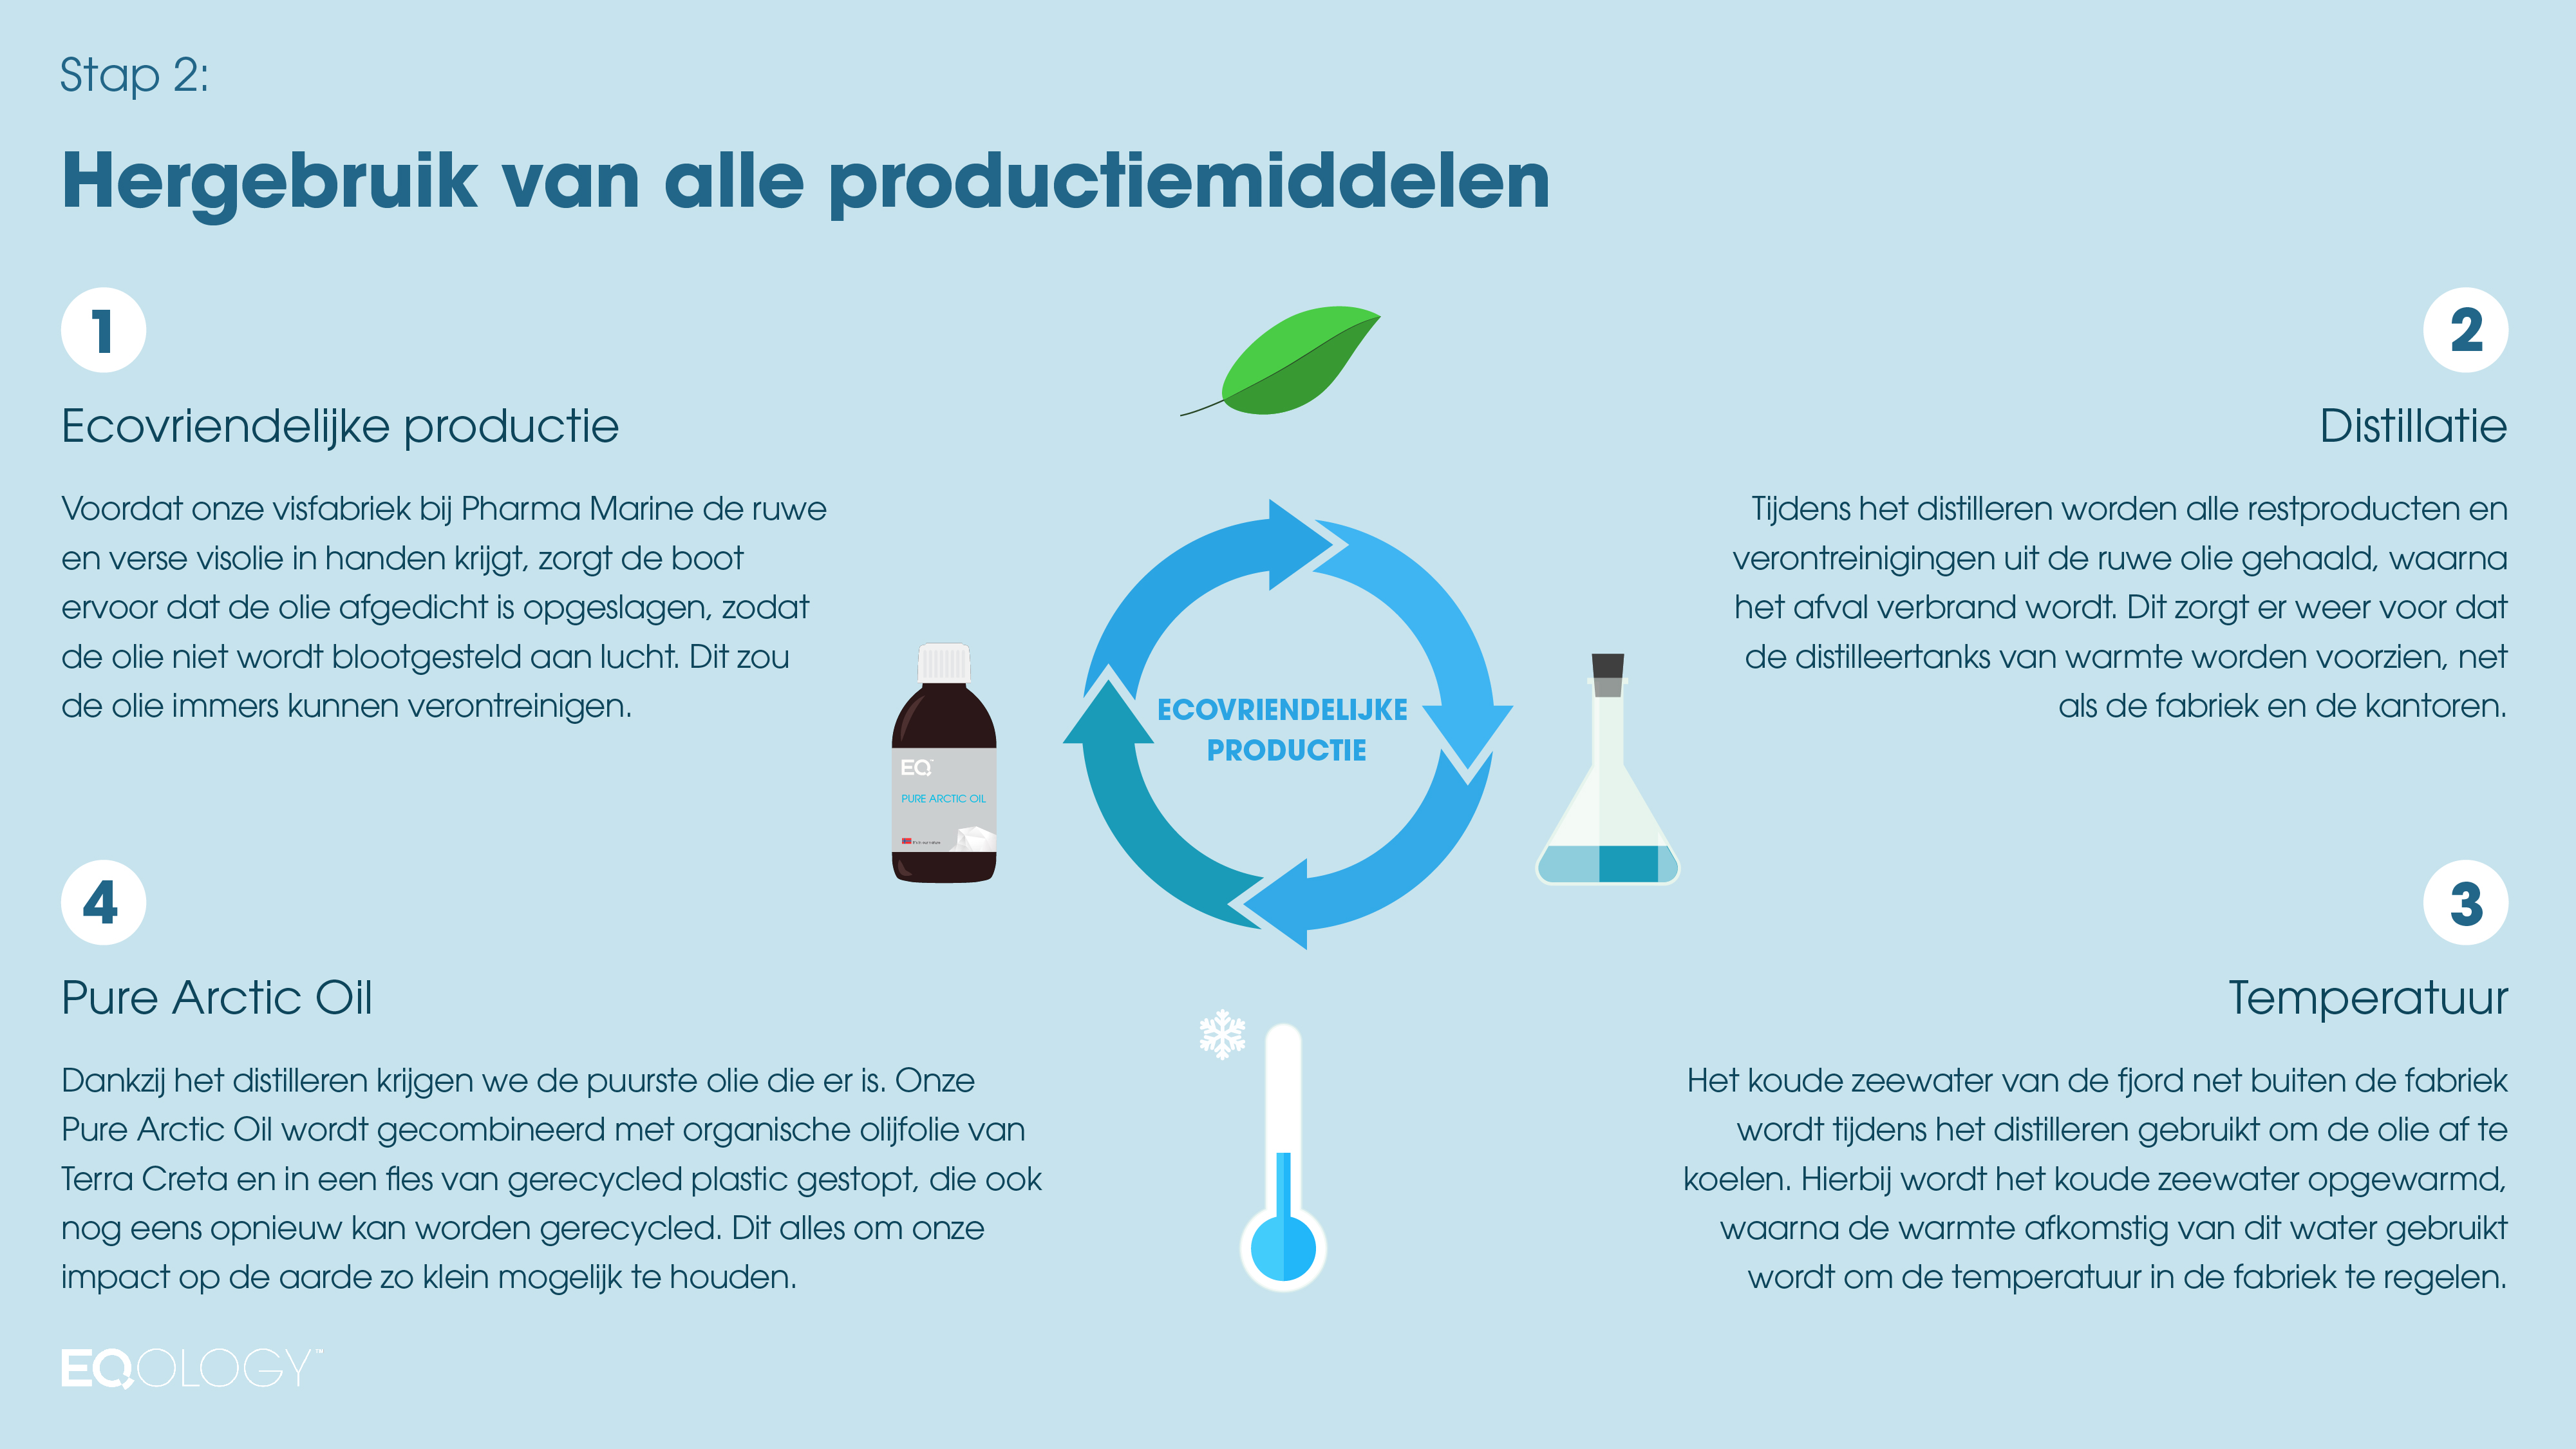 Stap 2:
Hergebruik van alle productiemiddelen
1
Ecovriendelijke productie
Voordat onze visfabriek bij Pharma Marine de ruwe
en verse visolie in handen krijgt, zorgt de boot
ervoor dat de olie afgedicht is opgeslagen, zodat
de olie niet wordt blootgesteld aan lucht. Dit zou
de olie immers kunnen verontreinigen.
2
Distillatie
Tijdens het distilleren worden alle restproducten en
verontreinigingen uit de ruwe olie gehaald, waarna
het afval verbrand wordt. Dit zorgt er weer voor dat
de distilleertanks van warmte worden voorzien, net
als de fabriek en de kantoren.
ECOVRIENDELIJKE
PRODUCTIE
EQ™
PURE ARCTIC OIL
3
Temperatuur
Het koude zeewater van de fjord net buiten de fabriek
wordt tijdens het distilleren gebruikt om de olie af te
koelen. Hierbij wordt het koude zeewater opgewarmd,
waarna de warmte afkomstig van dit water gebruikt
wordt om de temperatuur in de fabriek te regelen.
4
Pure Arctic Oil
Dankzij het distilleren krijgen we de puurste olie die er is. Onze
Pure Arctic Oil wordt gecombineerd met organische olijfolie van
Terra Creta en in een fles van gerecycled plastic gestopt, die ook
nog eens opnieuw kan worden gerecycled. Dit alles om onze
impact op de aarde zo klein mogelijk te houden.
EQOLOGY™